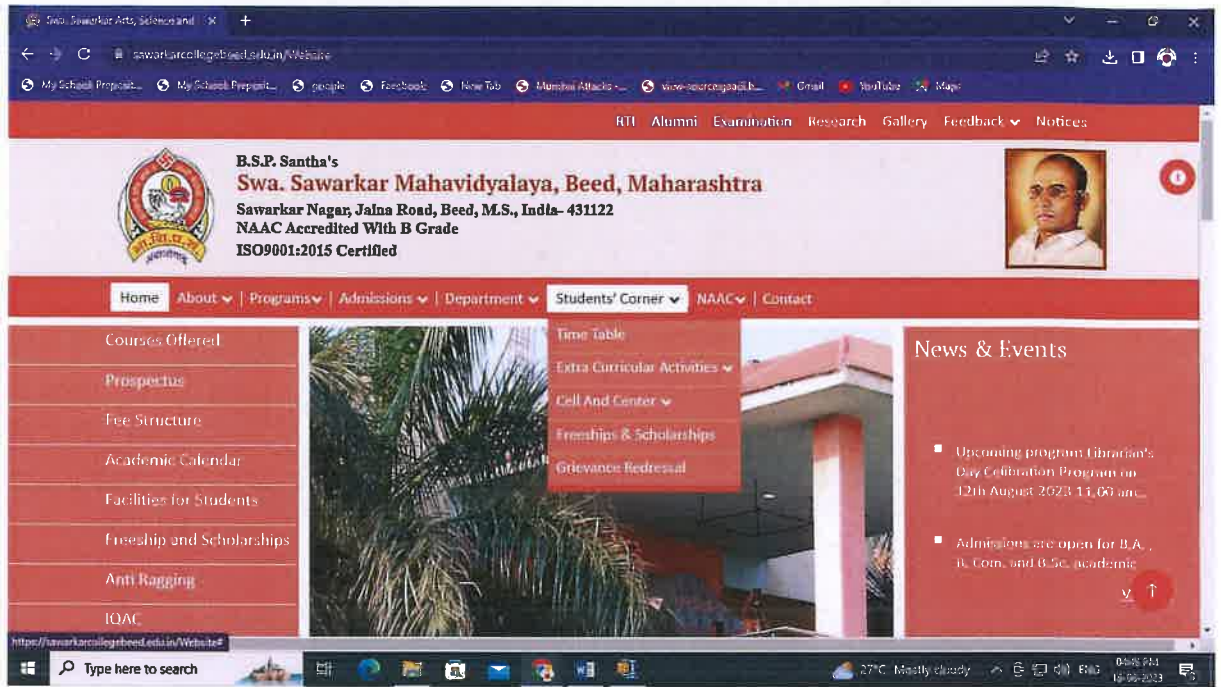 Swa. Sawarkar Arts, Science and
sawarkarcollegebeed.edu.in/Website
My School Preposit... My School Preposit... google Facebook New Tab Mumbai Attacks -... Gmail YouTube Maps
RTI Alumni Examination Research Gallery Feedback Notices
B.S.P. Santha's
Swa. Sawarkar Mahavidyalaya, Beed, Maharashtra
Sawarkar Nagar, Jalna Road, Beed, M.S., India- 431122
NAAC Accredited With B Grade
ISO9001:2015 Certified
भा.शि.प्र.सं.
Home About | Programs | Admissions | Department Students' Corner NAAC | Contact
Time Table
Extra Curricular Activities
Cell And Center
Freeships & Scholarships
Grievance Redressal
Courses Offered
Prospectus
Fee Structure
Academic Calendar
Facilities for Students
Freeship and Scholarships
Anti Ragging
IQAC
News & Events
Upcoming program Librarian's
Day Celibration Program on
12th August 2023 11.00 am..
Admissions are open for B.A. ,
B. Com. and B.Sc. academic
https://sawarkarcollegebeed.edu.in/Website#
Type here to search
27°C Mostly cloudy ENG